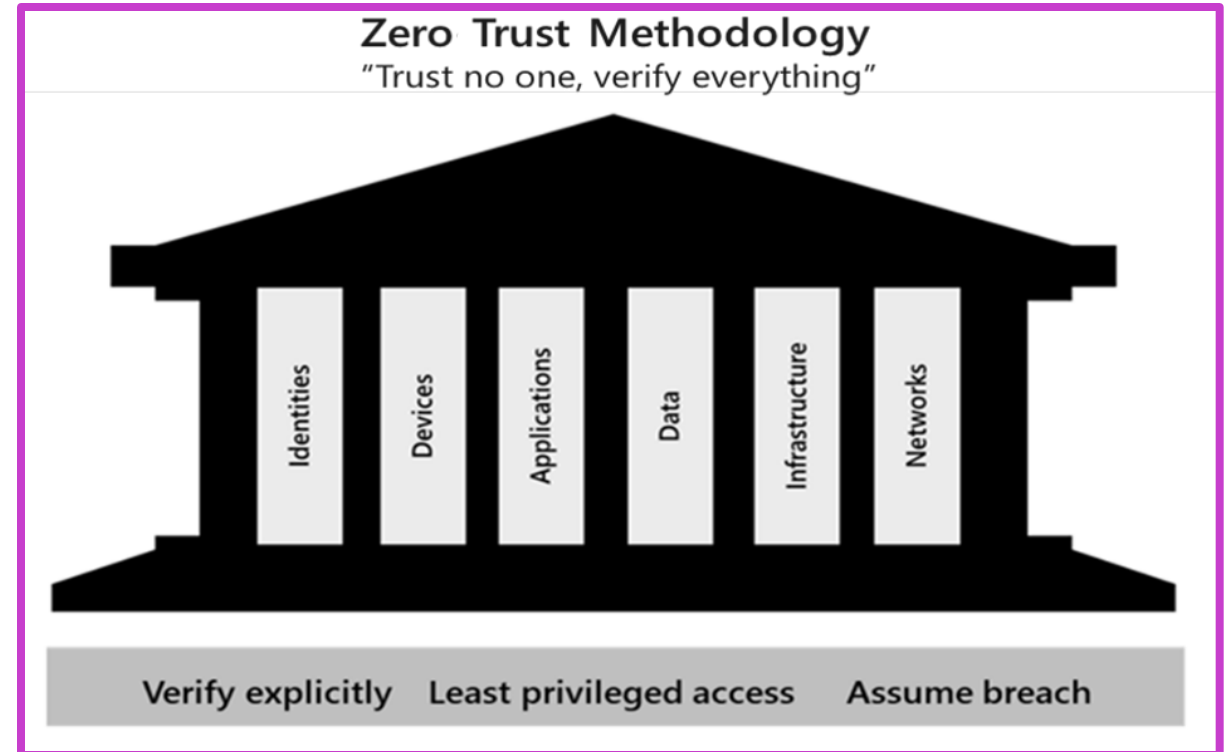 Zero Trust Methodology
"Trust no one, verify everything"
Identities
Devices
Applications
Data
Infrastructure
Networks
Verify explicitly Least privileged access Assume breach